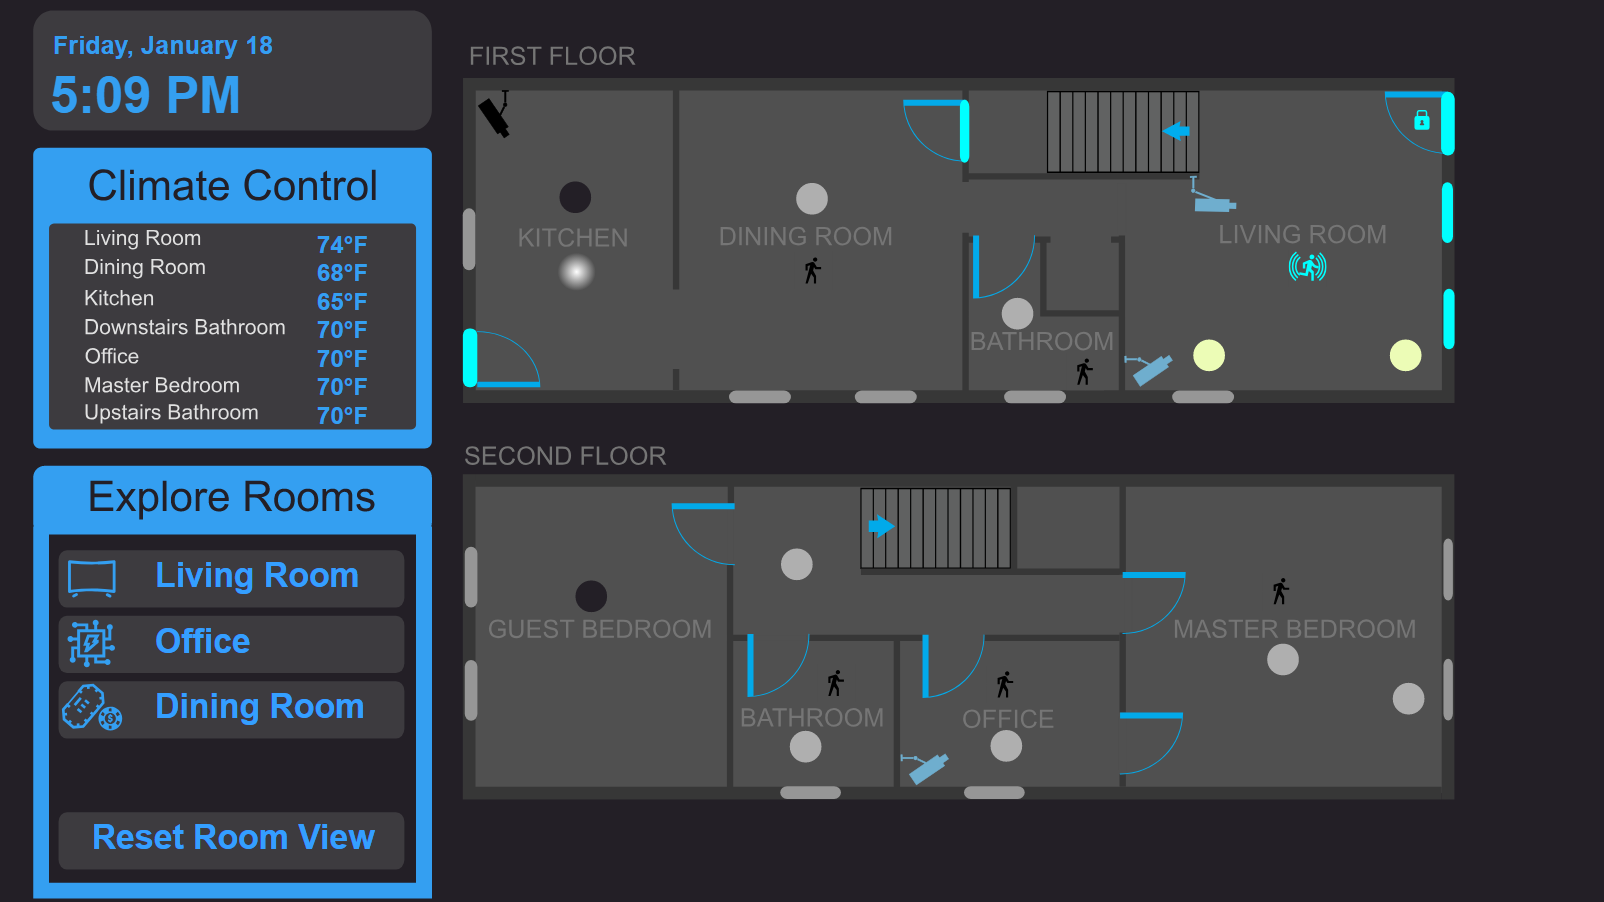 Friday, January 18
5:09 PM
Climate Control
Living Room 74°F
Dining Room 68°F
Kitchen 65°F
Downstairs Bathroom 70°F
Office 70°F
Master Bedroom 70°F
Upstairs Bathroom 70°F
Explore Rooms
Living Room
Office
$
Dining Room
Reset Room View
FIRST FLOOR
KITCHEN
DINING ROOM
LIVING ROOM
BATHROOM
SECOND FLOOR
GUEST BEDROOM
MASTER BEDROOM
BATHROOM
OFFICE